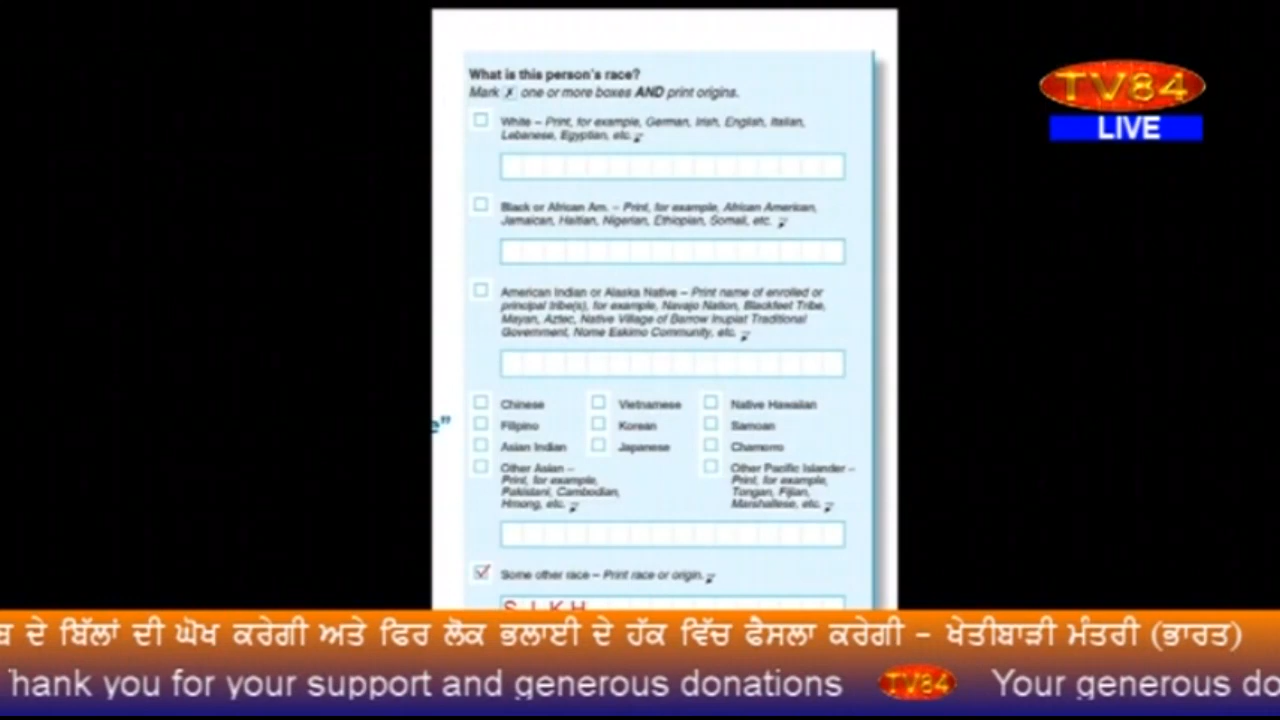 TV84
LIVE
What is this person's race?
Mark ✗ one or more boxes AND print origins.
White – Print, for example, German, Irish, English, Italian,
Lebanese, Egyptian, etc.
Black or African Am. – Print, for example, African American,
Jamaican, Haitian, Nigerian, Ethiopian, Somali, etc.
American Indian or Alaska Native – Print name of enrolled or
principal tribe(s), for example, Navajo Nation, Blackfeet Tribe,
Mayan, Aztec, Native Village of Barrow Inupiat Traditional
Government, Nome Eskimo Community, etc.
Chinese Vietnamese Native Hawaiian
e”
Filipino Korean Samoan
Asian Indian Japanese Chamorro
Other Asian – Other Pacific Islander –
Print, for example, Print, for example,
Pakistani, Cambodian, Tongan, Fijian,
Hmong, etc. Marshallese, etc.
Some other race – Print race or origin.
SIKH
ਬ ਦੇ ਬਿੱਲਾਂ ਦੀ ਘੋਖ ਕਰੇਗੀ ਅਤੇ ਫਿਰ ਲੋਕ ਭਲਾਈ ਦੇ ਹੱਕ ਵਿੱਚ ਫੈਸਲਾ ਕਰੇਗੀ – ਖੇਤੀਬਾੜੀ ਮੰਤਰੀ (ਭਾਰਤ)
Thank you for your support and generous donations TV84 Your generous do